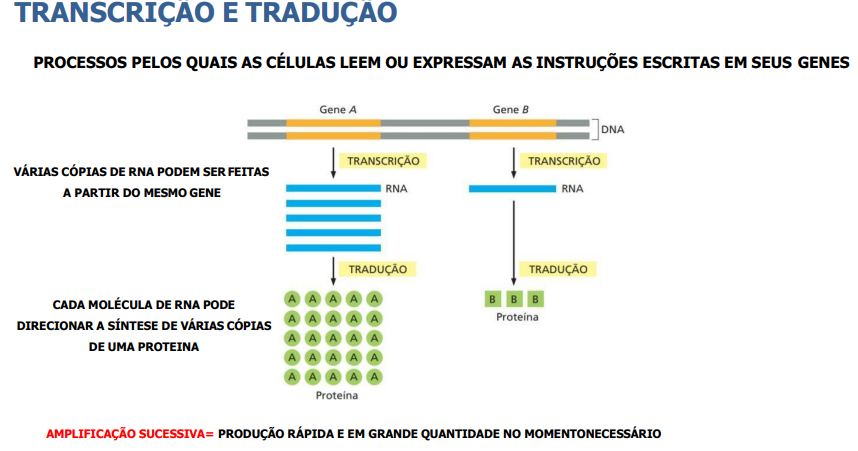 TRANSCRIÇÃO E TRADUÇÃO
PROCESSOS PELOS QUAIS AS CÉLULAS LEEM OU EXPRESSAM AS INSTRUÇÕES ESCRITAS EM SEUS GENES
Gene A
Gene B
DNA
TRANSCRIÇÃO
TRANSCRIÇÃO
VÁRIAS CÓPIAS DE RNA PODEM SER FEITAS
A PARTIR DO MESMO GENE
RNA
RNA
TRADUÇÃO
TRADUÇÃO
CADA MOLÉCULA DE RNA PODE
DIRECIONAR A SÍNTESE DE VÁRIAS CÓPIAS
DE UMA PROTEINA
A A A A A
A A A A A
A A A A A
A A A A A
A A A A A
Proteína
B B B
Proteína
AMPLIFICAÇÃO SUCESSIVA= PRODUÇÃO RÁPIDA E EM GRANDE QUANTIDADE NO MOMENTONECESSÁRIO